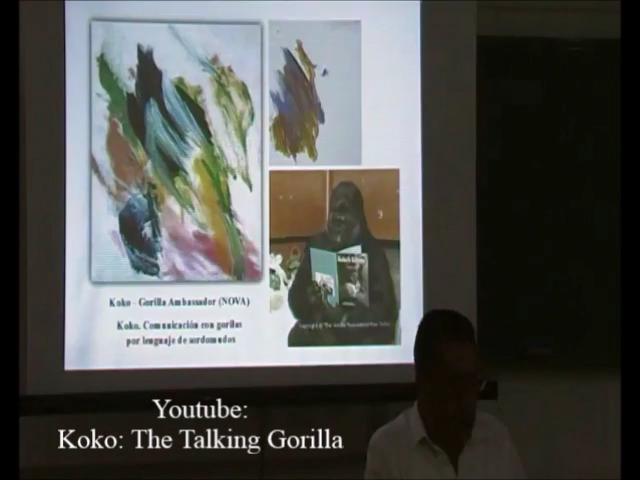 Koko - Gorilla Ambassador (NOVA)
Koko. Comunicación con gorilas
por lenguaje de sordomudos
Youtube:
Koko: The Talking Gorilla